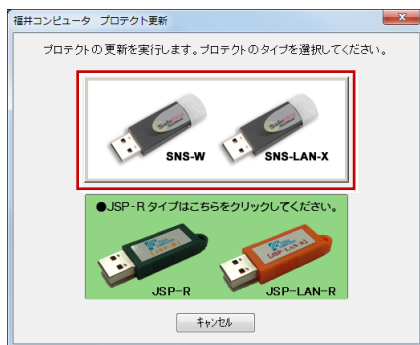 福井コンピュータ プロテクト更新
プロテクトの更新を実行します。プロテクトのタイプを選択してください。
SNS-W
SNS-LAN-X
●JSP-Rタイプはこちらをクリックしてください。
JSP-R
JSP-LAN-R
キャンセル